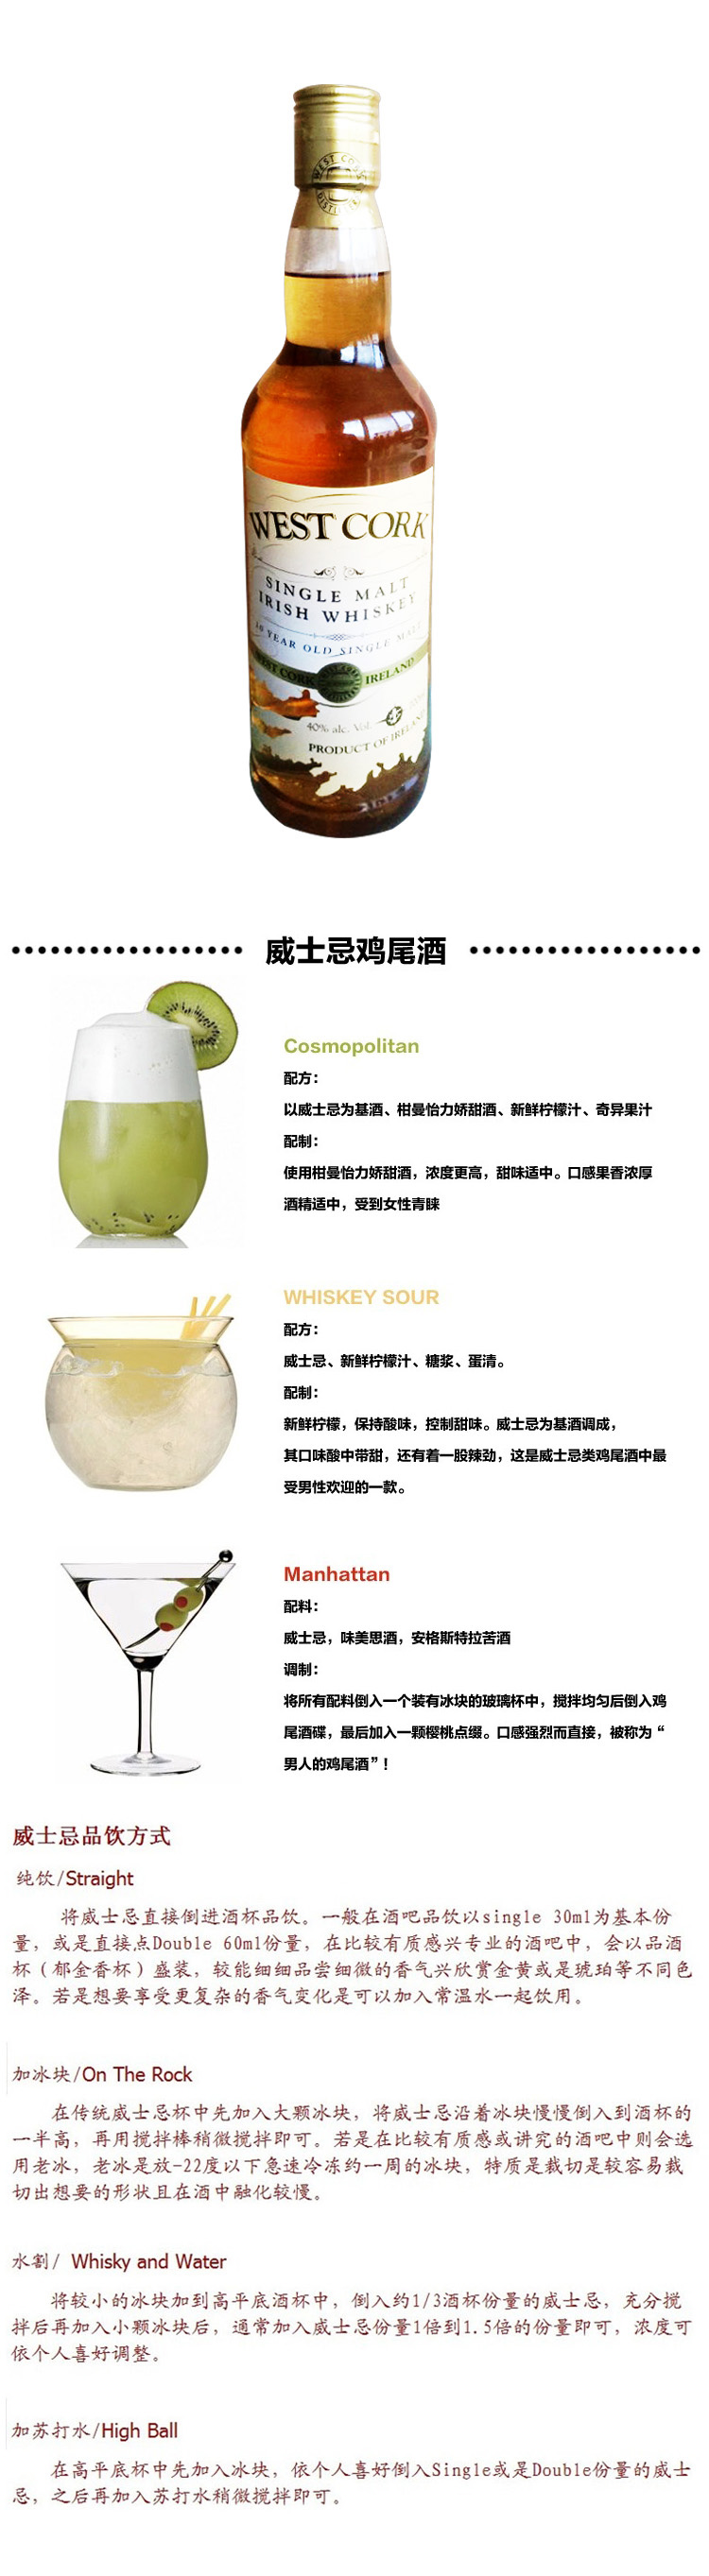 WEST CORK
DISTILLERS
WEST CORK
SINGLE MALT
IRISH WHISKEY
10 YEAR OLD SINGLE MALT
WEST CORK
IRELAND
40% alc. Vol.
PRODUCT OF IRELAND
威士忌鸡尾酒
Cosmopolitan
配方：
以威士忌为基酒、柑曼怡力娇甜酒、新鲜柠檬汁、奇异果汁
配制：
使用柑曼怡力娇甜酒，浓度更高，甜味适中。口感果香浓厚
酒精适中，受到女性青睐
WHISKEY SOUR
配方：
威士忌、新鲜柠檬汁、糖浆、蛋清。
配制：
新鲜柠檬，保持酸味，控制甜味。威士忌为基酒调成，
其口味酸中带甜，还有着一股辣劲，这是威士忌类鸡尾酒中最
受男性欢迎的一款。
Manhattan
配料：
威士忌，味美思酒，安格斯特拉苦酒
调制：
将所有配料倒入一个装有冰块的玻璃杯中，搅拌均匀后倒入鸡
尾酒碟，最后加入一颗樱桃点缀。口感强烈而直接，被称为“
男人的鸡尾酒”！
威士忌品饮方式
纯饮/Straight
将威士忌直接倒进酒杯品饮。一般在酒吧品饮以single 30ml为基本份
量，或是直接点Double 60ml份量，在比较有质感兴专业的酒吧中，会以品酒
杯（郁金香杯）盛装，较能细细品尝细微的香气兴欣赏金黄或是琥珀等不同色
泽。若是想要享受更复杂的香气变化是可以加入常温水一起饮用。
加冰块/On The Rock
在传统威士忌杯中先加入大颗冰块，将威士忌沿着冰块慢慢倒入到酒杯的
一半高，再用搅拌棒稍微搅拌即可。若是在比较有质感或讲究的酒吧中则会选
用老冰，老冰是放-22度以下急速冷冻约一周的冰块，特质是裁切是较容易裁
切出想要的形状且在酒中融化较慢。
水割/ Whisky and Water
将较小的冰块加到高平底酒杯中，倒入约1/3酒杯份量的威士忌，充分搅
拌后再加入小颗冰块后，通常加入威士忌份量1倍到1.5倍的份量即可，浓度可
依个人喜好调整。
加苏打水/High Ball
在高平底杯中先加入冰块，依个人喜好倒入Single或是Double份量的威士
忌，之后再加入苏打水稍微搅拌即可。